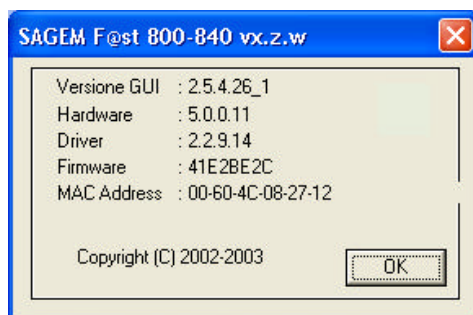 SAGEM F@st 800-840 vx.z.w
Versione GUI : 2.5.4.26_1
Hardware : 5.0.0.11
Driver : 2.2.9.14
Firmware : 41E2BE2C
MAC Address : 00-60-4C-08-27-12
Copyright (C) 2002-2003
OK